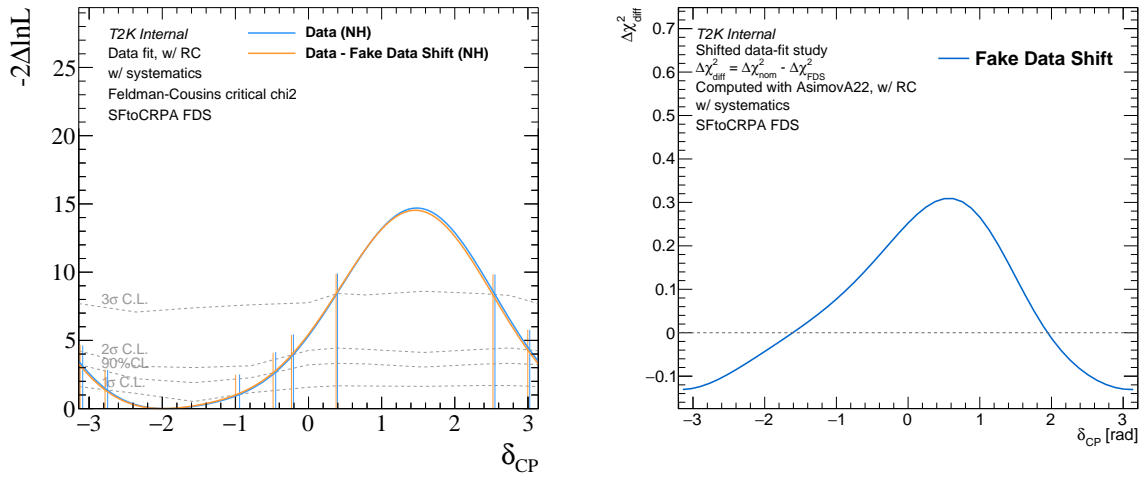 -2ΔlnL
T2K Internal
Data fit, w/ RC
w/ systematics
Feldman-Cousins critical chi2
SFtoCRPA FDS
Data (NH)
Data - Fake Data Shift (NH)
25
20
15
10
5
0
3σ C.L.
2σ C.L.
90%CL
1σ C.L.
−3 −2 −1 0 1 2 3
δCP
Δχ²diff
T2K Internal
Shifted data-fit study
Δχ²diff = Δχ²nom - Δχ²FDS
Computed with AsimovA22, w/ RC
w/ systematics
SFtoCRPA FDS
Fake Data Shift
0.7
0.6
0.5
0.4
0.3
0.2
0.1
0
−0.1
−3 −2 −1 0 1 2 3
δCP [rad]